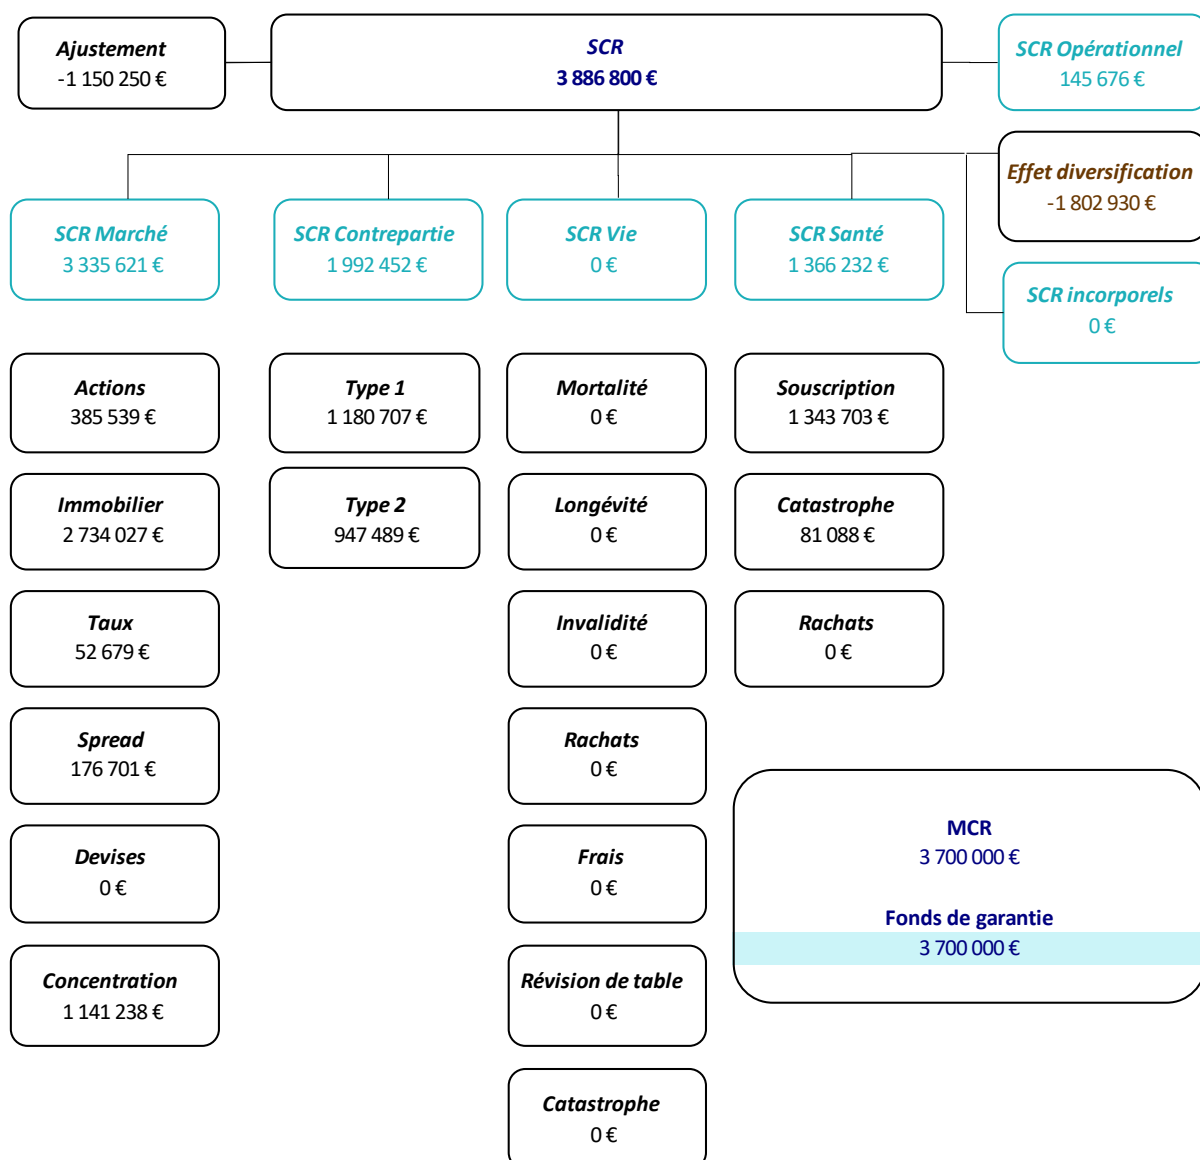 Ajustement
-1 150 250 €
SCR
3 886 800 €
SCR Opérationnel
145 676 €
Effet diversification
-1 802 930 €
SCR Marché
3 335 621 €
SCR Contrepartie
1 992 452 €
SCR Vie
0 €
SCR Santé
1 366 232 €
SCR incorporels
0 €
Actions
385 539 €
Type 1
1 180 707 €
Mortalité
0 €
Souscription
1 343 703 €
Immobilier
2 734 027 €
Type 2
947 489 €
Longévité
0 €
Catastrophe
81 088 €
Taux
52 679 €
Invalidité
0 €
Rachats
0 €
Spread
176 701 €
Rachats
0 €
MCR
3 700 000 €
Fonds de garantie
3 700 000 €
Devises
0 €
Frais
0 €
Concentration
1 141 238 €
Révision de table
0 €
Catastrophe
0 €